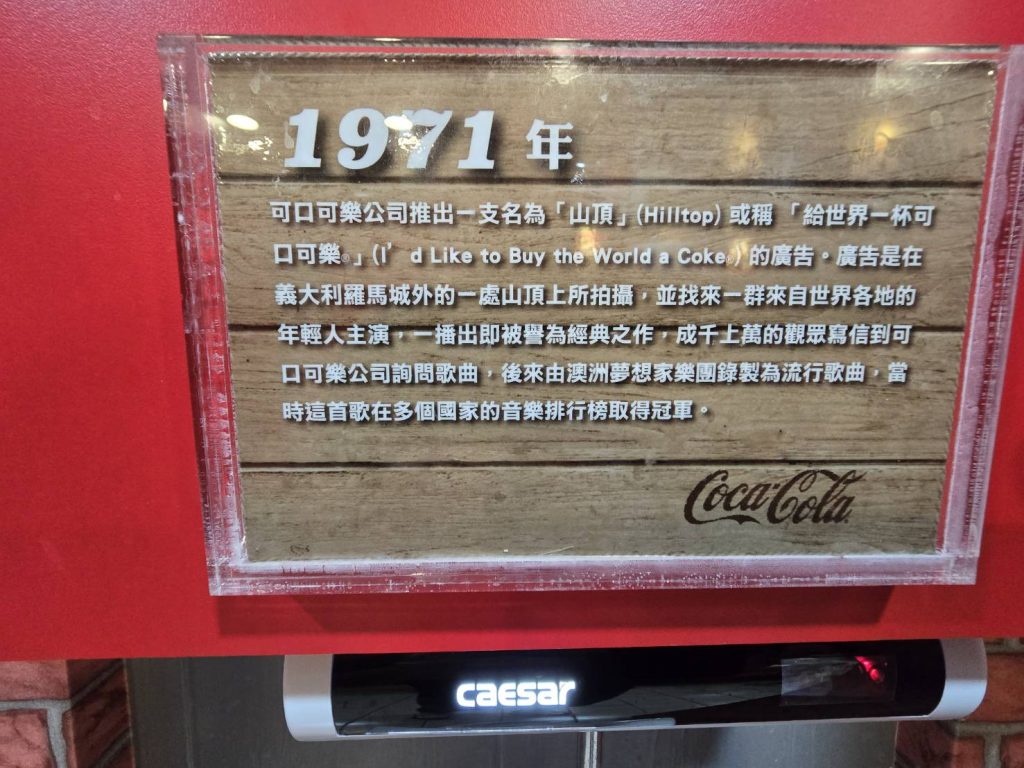 1971 年
可口可樂公司推出一支名為「山頂」(Hilltop) 或稱 「給世界一杯可
口可樂®」(I’d Like to Buy the World a Coke®) 的廣告。廣告是在
義大利羅馬城外的一處山頂上所拍攝，並找來一群來自世界各地的
年輕人主演，一播出即被譽為經典之作，成千上萬的觀眾寫信到可
口可樂公司詢問歌曲，後來由澳洲夢想家樂團錄製為流行歌曲，當
時這首歌在多個國家的音樂排行榜取得冠軍。
Coca-Cola
caesar